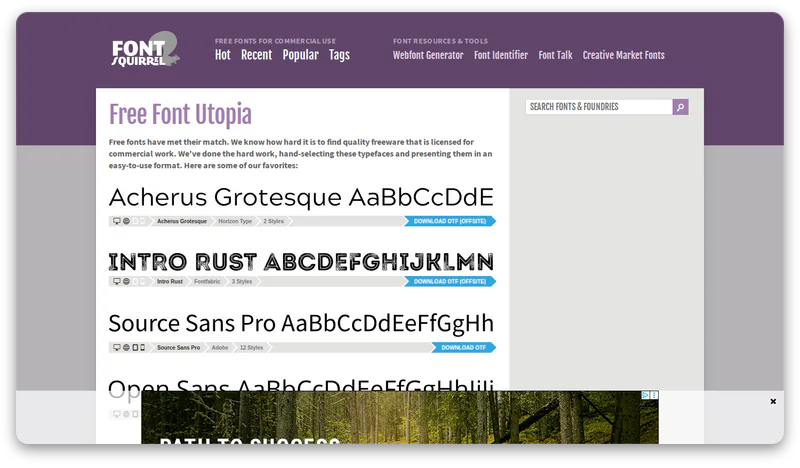 FONT SQUIRREL
FREE FONTS FOR COMMERCIAL USE
Hot Recent Popular Tags
FONT RESOURCES & TOOLS
Webfont Generator Font Identifier Font Talk Creative Market Fonts
Free Font Utopia
SEARCH FONTS & FOUNDRIES
Free fonts have met their match. We know how hard it is to find quality freeware that is licensed for
commercial work. We've done the hard work, hand-selecting these typefaces and presenting them in an
easy-to-use format. Here are some of our favorites:
Acherus Grotesque AaBbCcDdE
Acherus Grotesque Horizon Type 2 Styles DOWNLOAD OTF (OFFSITE)
INTRO RUST ABCDEFGHIJKLMN
Intro Rust Fontfabric 3 Styles DOWNLOAD OTF (OFFSITE)
Source Sans Pro AaBbCcDdEeFfGgHh
Source Sans Pro Adobe 12 Styles DOWNLOAD OTF
Open Sans AaBbCcDdEeFfGgHhIiJj
PATH TO SUCCESS